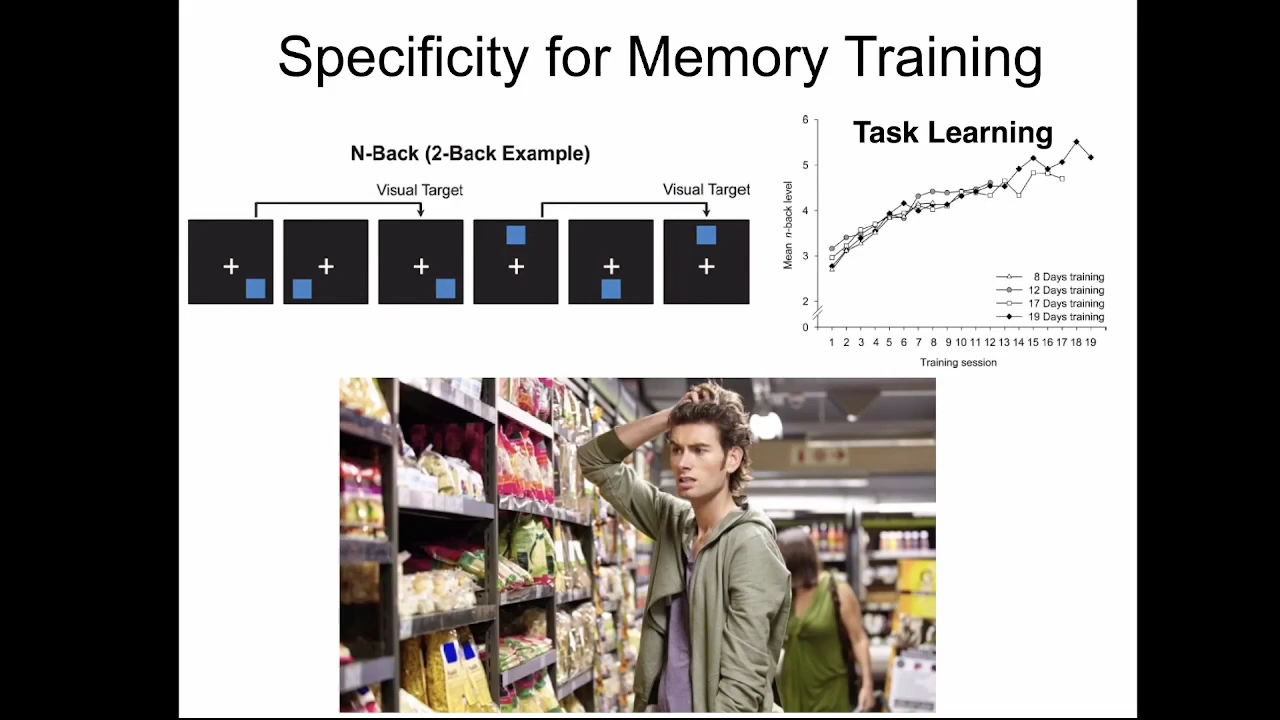 Specificity for Memory Training
N-Back (2-Back Example)
Visual Target
Visual Target
Task Learning
Mean n-back level
6
5
4
3
2
0
8 Days training
12 Days training
17 Days training
19 Days training
1 2 3 4 5 6 7 8 9 10 11 12 13 14 15 16 17 18 19
Training session